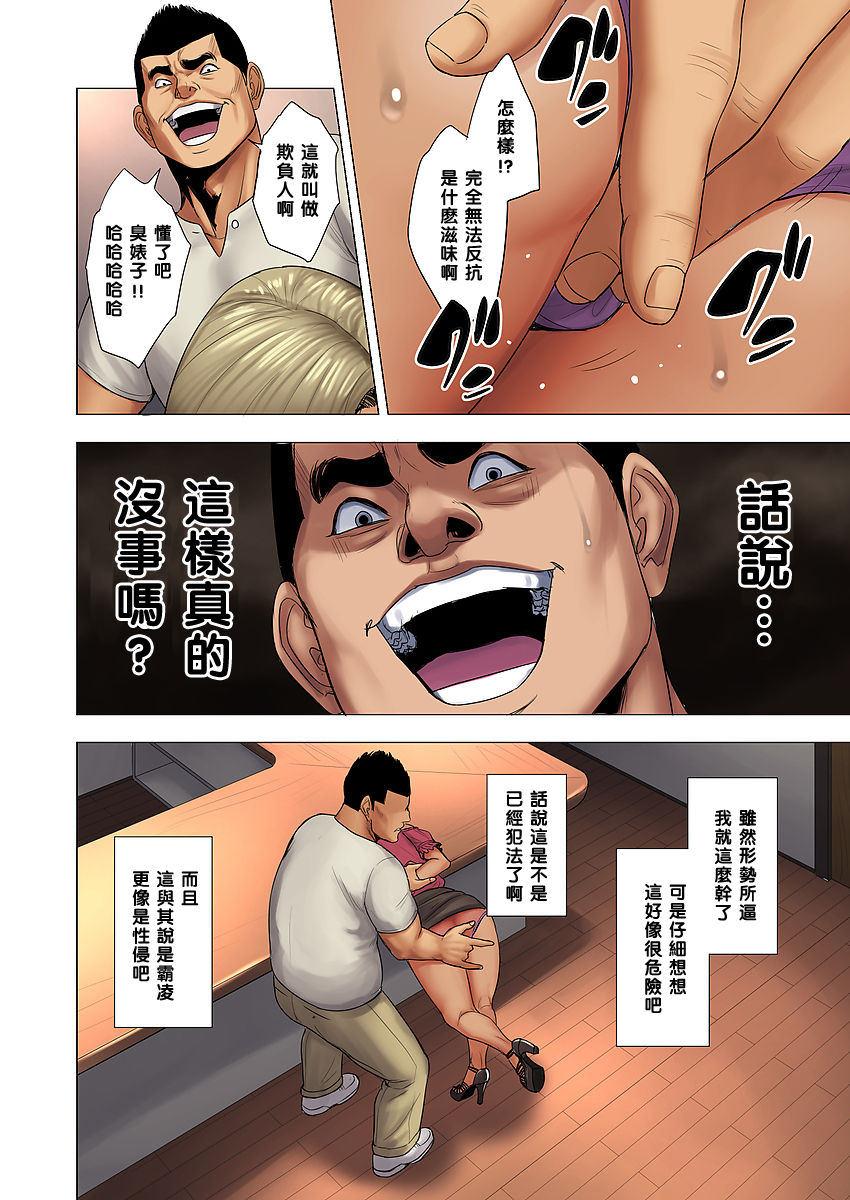 怎麼樣!?
完全無法反抗
是什麽滋味啊
這就叫做
欺負人啊
懂了吧
臭婊子!!
哈哈哈哈哈
話說…
這樣真的
沒事嗎?
雖然形勢所逼
我就這麼幹了
可是仔細想想
這好像很危險吧
話說這是不是
已經犯法了啊
而且
這與其說是霸凌
更像是性侵吧